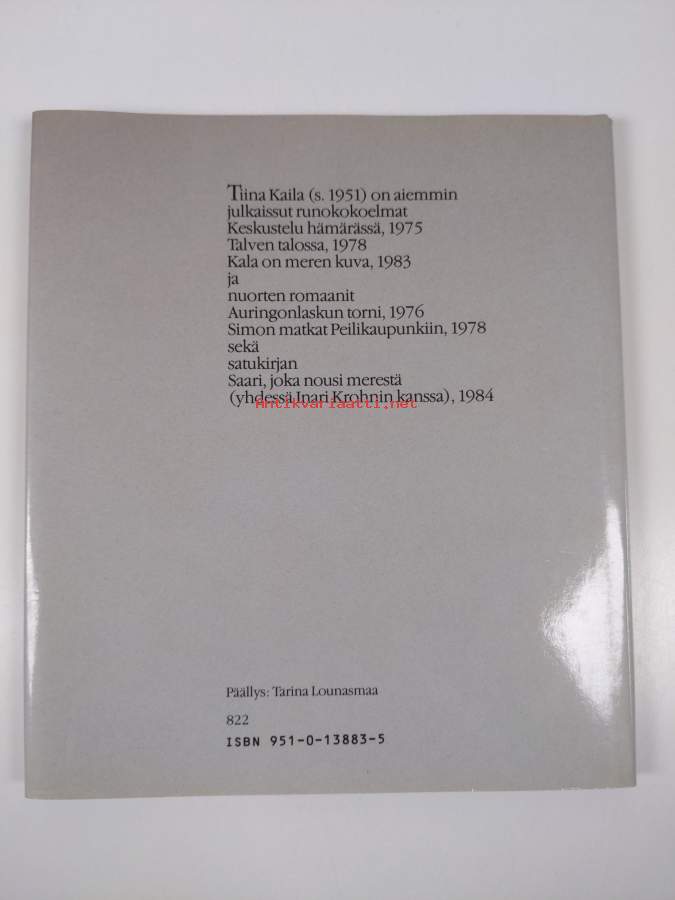 Tiina Kaila (s. 1951) on aiemmin
julkaissut runokokoelmat
Keskustelu hämärässä, 1975
Talven talossa, 1978
Kala on meren kuva, 1983
ja
nuorten romaanit
Auringonlaskun torni, 1976
Simon matkat Peilikaupunkiin, 1978
sekä
satukirjan
Saari, joka nousi merestä
(yhdessä Inari Krohnin kanssa), 1984
Antikvariaatti.net
Päällys: Tarina Lounasmaa
822
ISBN 951-0-13883-5